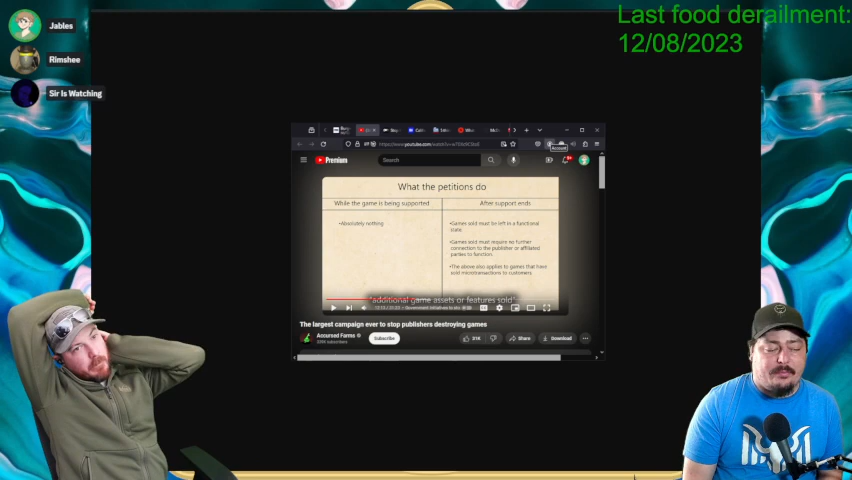 Jables
Rimshee
Sir Is Watching
Last food derailment:
12/08/2023
Premium
Search
Account
What the petitions do
While the game is being supported
After support ends
•Absolutely nothing
•Games sold must be left in a functional
state.
•Games sold must require no further
connection to the publisher or affiliated
parties to function.
•The above also applies to games that have
sold microtransactions to customers.
"additional game assets or features sold"
The largest campaign ever to stop publishers destroying games
Accursed Farms
Subscribe
31K
Share
Download